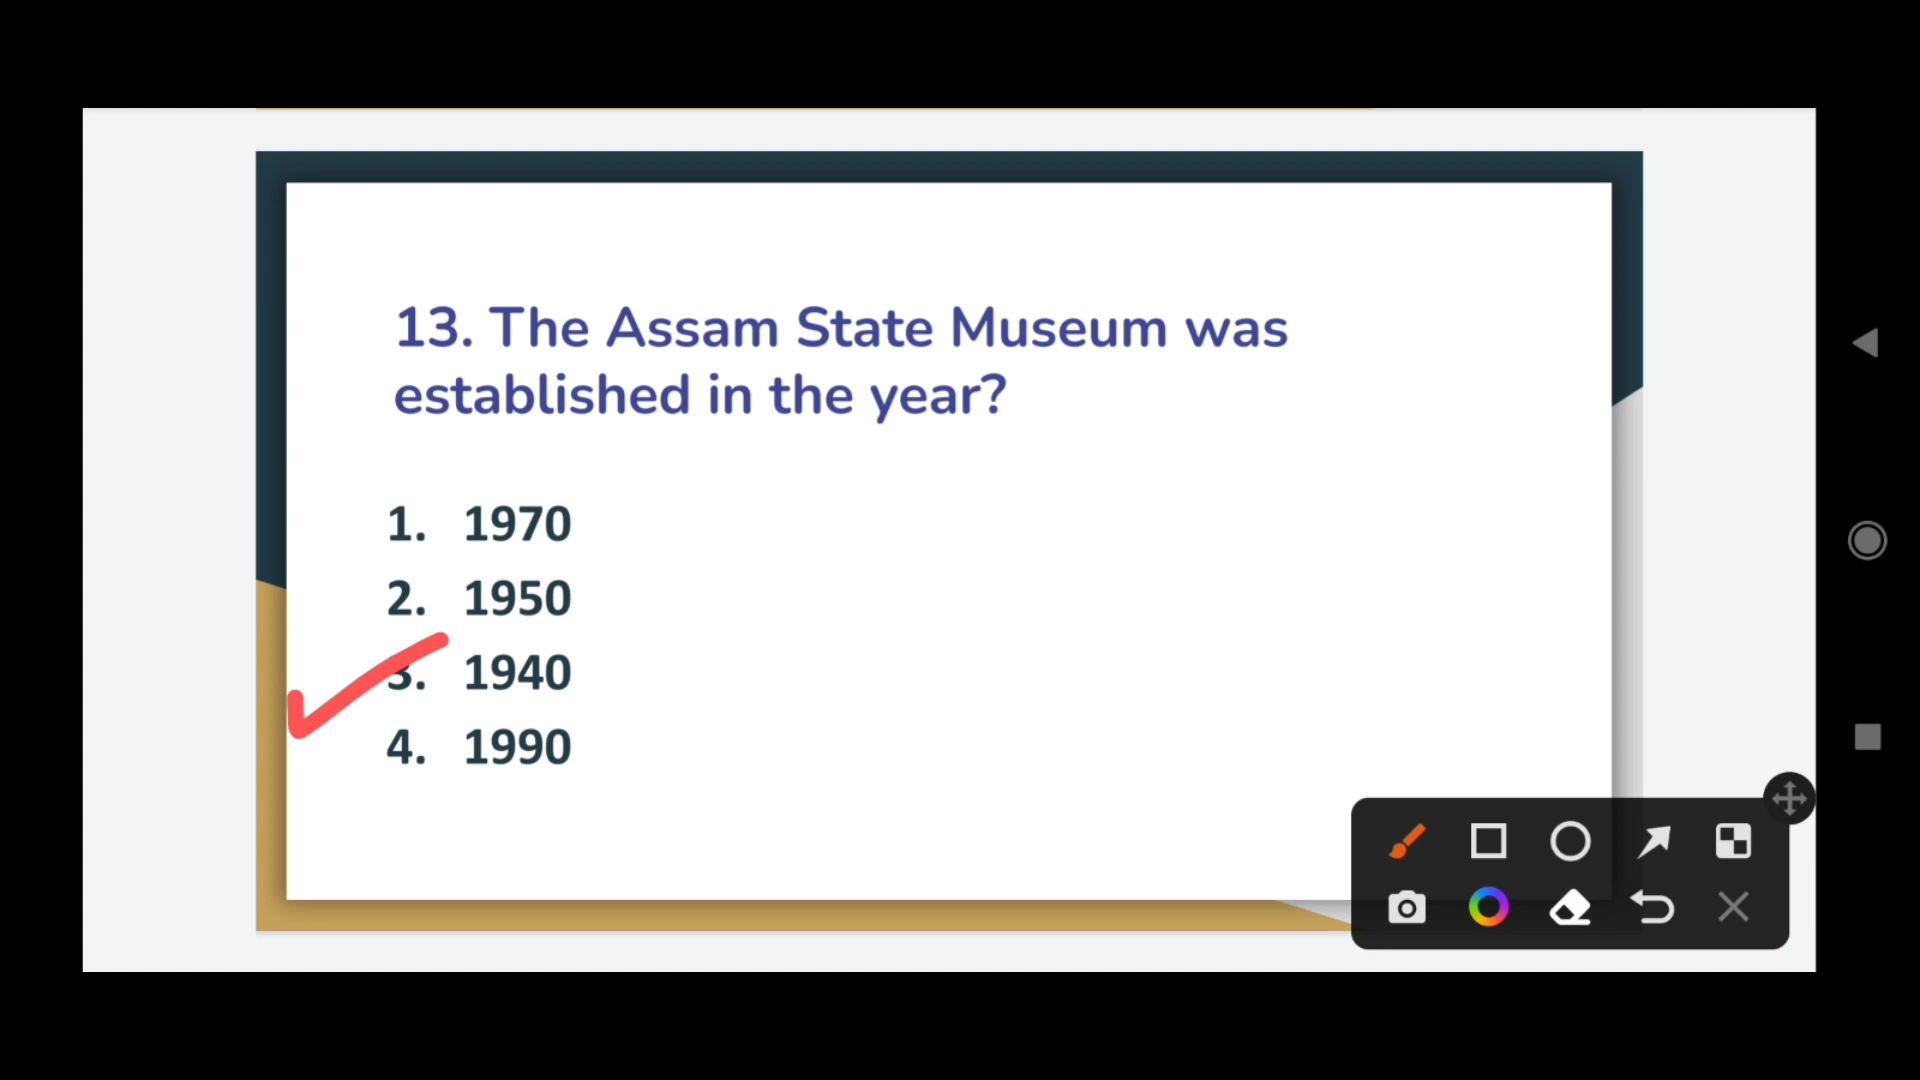 13. The Assam State Museum was
established in the year?
1. 1970
2. 1950
3. 1940
4. 1990